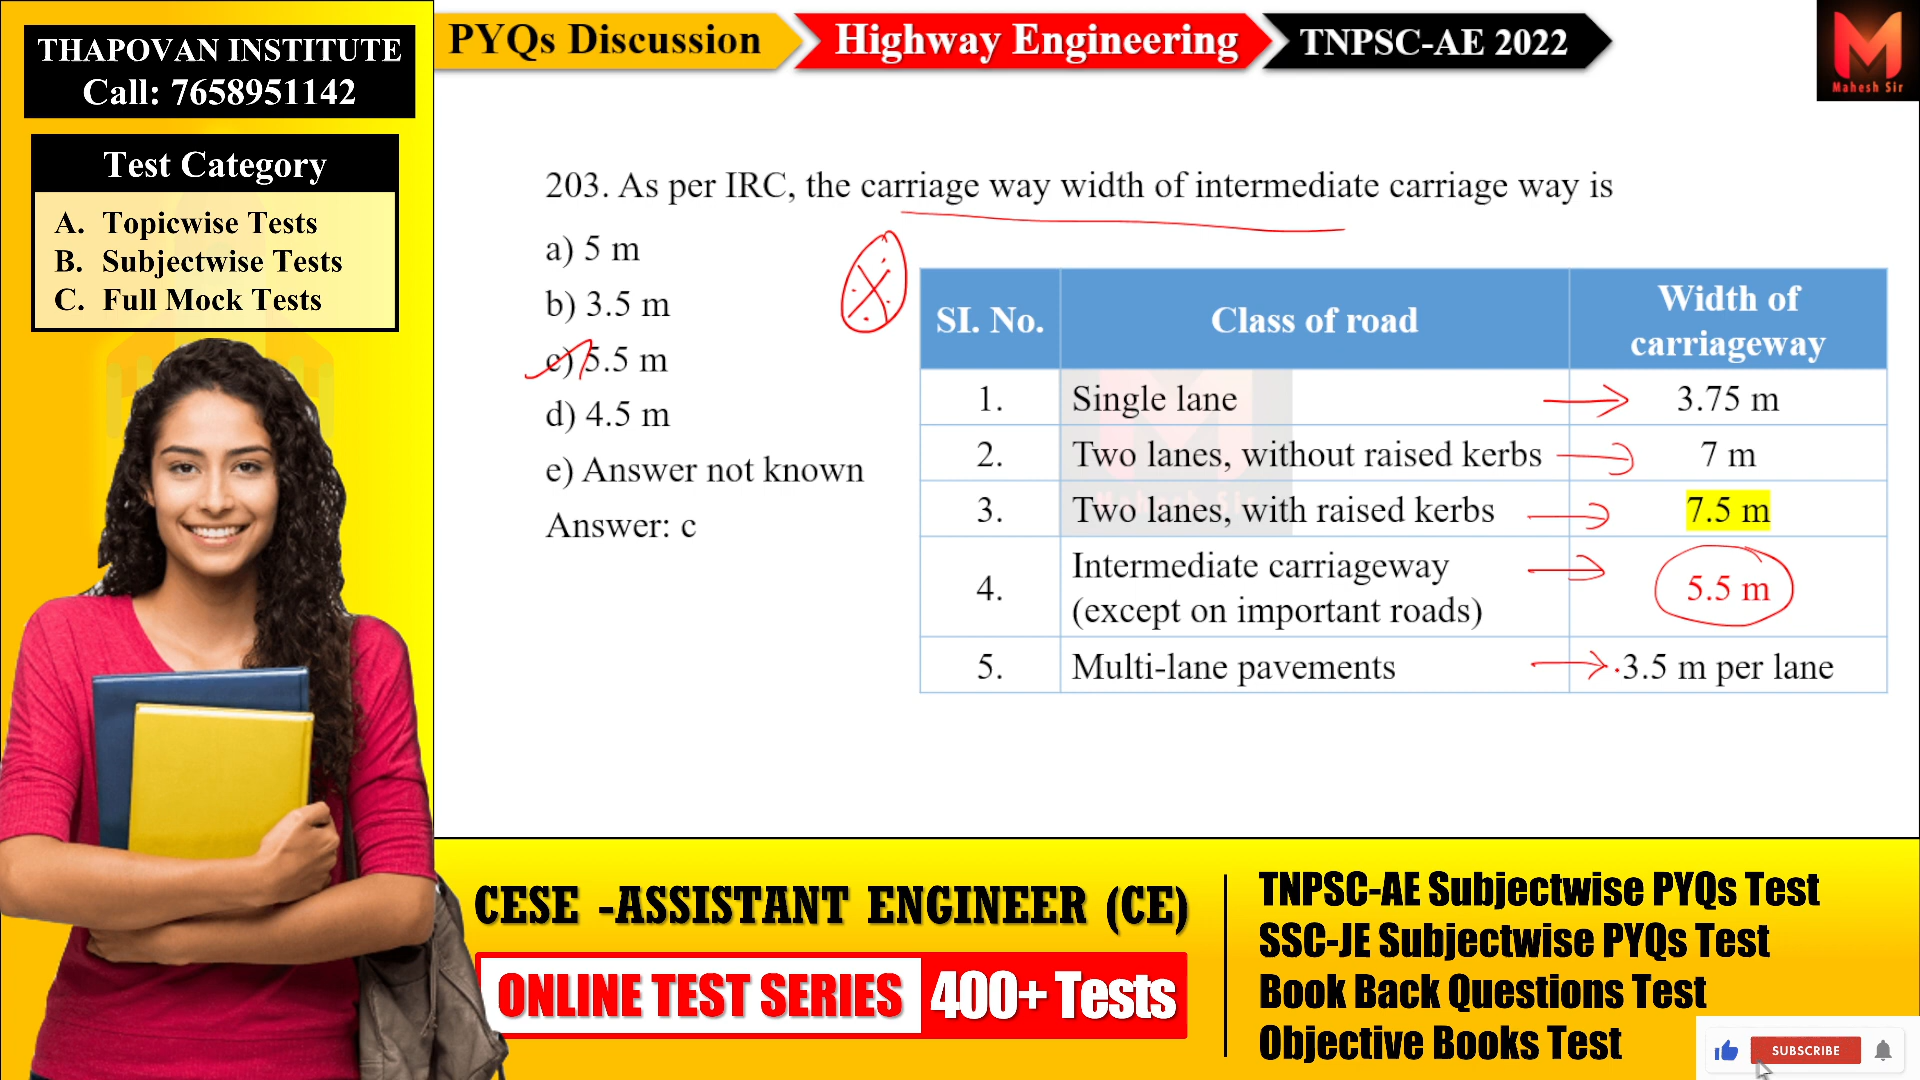 THAPOVAN INSTITUTE
Call: 7658951142
Test Category
A. Topicwise Tests
B. Subjectwise Tests
C. Full Mock Tests
PYQs Discussion
Highway Engineering
TNPSC-AE 2022
Mahesh Sir
203. As per IRC, the carriage way width of intermediate carriage way is
a) 5 m
b) 3.5 m
c) 5.5 m
d) 4.5 m
e) Answer not known
Answer: c
SI. No. Class of road Width of carriageway
1. Single lane 3.75 m
2. Two lanes, without raised kerbs 7 m
3. Two lanes, with raised kerbs 7.5 m
4. Intermediate carriageway (except on important roads) 5.5 m
5. Multi-lane pavements 3.5 m per lane
Mahesh Sir
CESE -ASSISTANT ENGINEER (CE)
ONLINE TEST SERIES 400+ Tests
TNPSC-AE Subjectwise PYQs Test
SSC-JE Subjectwise PYQs Test
Book Back Questions Test
Objective Books Test
SUBSCRIBE